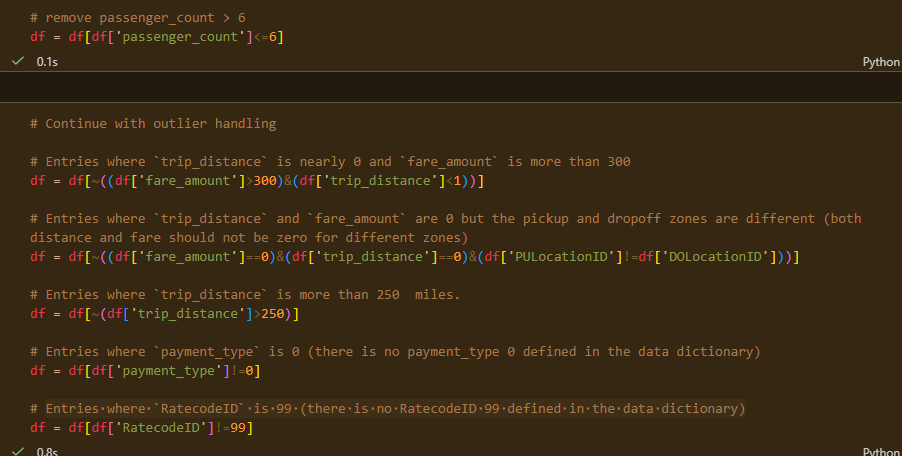 # remove passenger_count > 6
df = df[df['passenger_count']<=6]
0.1s
Python
# Continue with outlier handling
# Entries where `trip_distance` is nearly 0 and `fare_amount` is more than 300
df = df[~((df['fare_amount']>300)&(df['trip_distance']<1))]
# Entries where `trip_distance` and `fare_amount` are 0 but the pickup and dropoff zones are different (both
distance and fare should not be zero for different zones)
df = df[~((df['fare_amount']==0)&(df['trip_distance']==0)&(df['PULocationID']!=df['DOLocationID']))]
# Entries where `trip_distance` is more than 250  miles.
df = df[~(df['trip_distance']>250)]
# Entries where `payment_type` is 0 (there is no payment_type 0 defined in the data dictionary)
df = df[df['payment_type']!=0]
# Entries·where·`RatecodeID`·is·99·(there·is·no·RatecodeID·99·defined·in·the·data·dictionary)
df = df[df['RatecodeID']!=99]
0.8s
Python